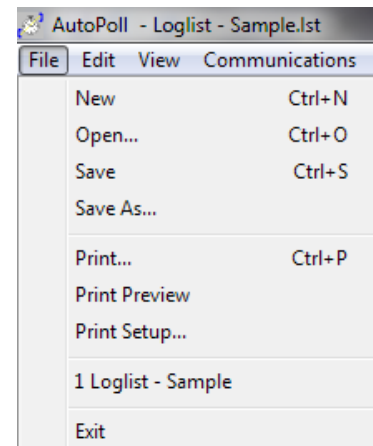 AutoPoll - Loglist - Sample.lst
File Edit View Communications
New Ctrl+N
Open... Ctrl+O
Save Ctrl+S
Save As...
Print... Ctrl+P
Print Preview
Print Setup...
1 Loglist - Sample
Exit